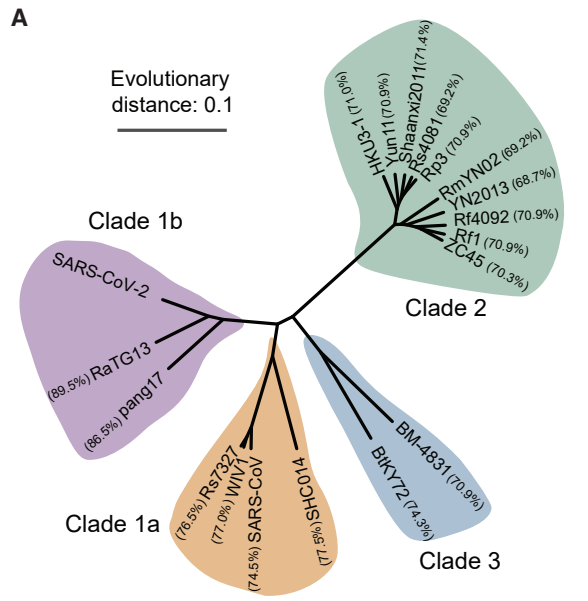 A
Evolutionary
distance: 0.1
HKU3-1 (71.0%)
Yun11 (70.9%)
Shaanxi2011 (71.4%)
Rs4081 (69.2%)
Rp3 (70.9%)
RmYN02 (69.2%)
YN2013 (68.7%)
Rf4092 (70.9%)
Rf1 (70.9%)
ZC45 (70.3%)
Clade 2
Clade 1b
SARS-CoV-2
(89.5%) RaTG13
(86.5%) pang17
Clade 1a
(76.5%) Rs7327
(77.0%) WIV1
(74.5%) SARS-CoV
(77.5%) SHC014
BM-4831 (70.9%)
BtKY72 (74.3%)
Clade 3